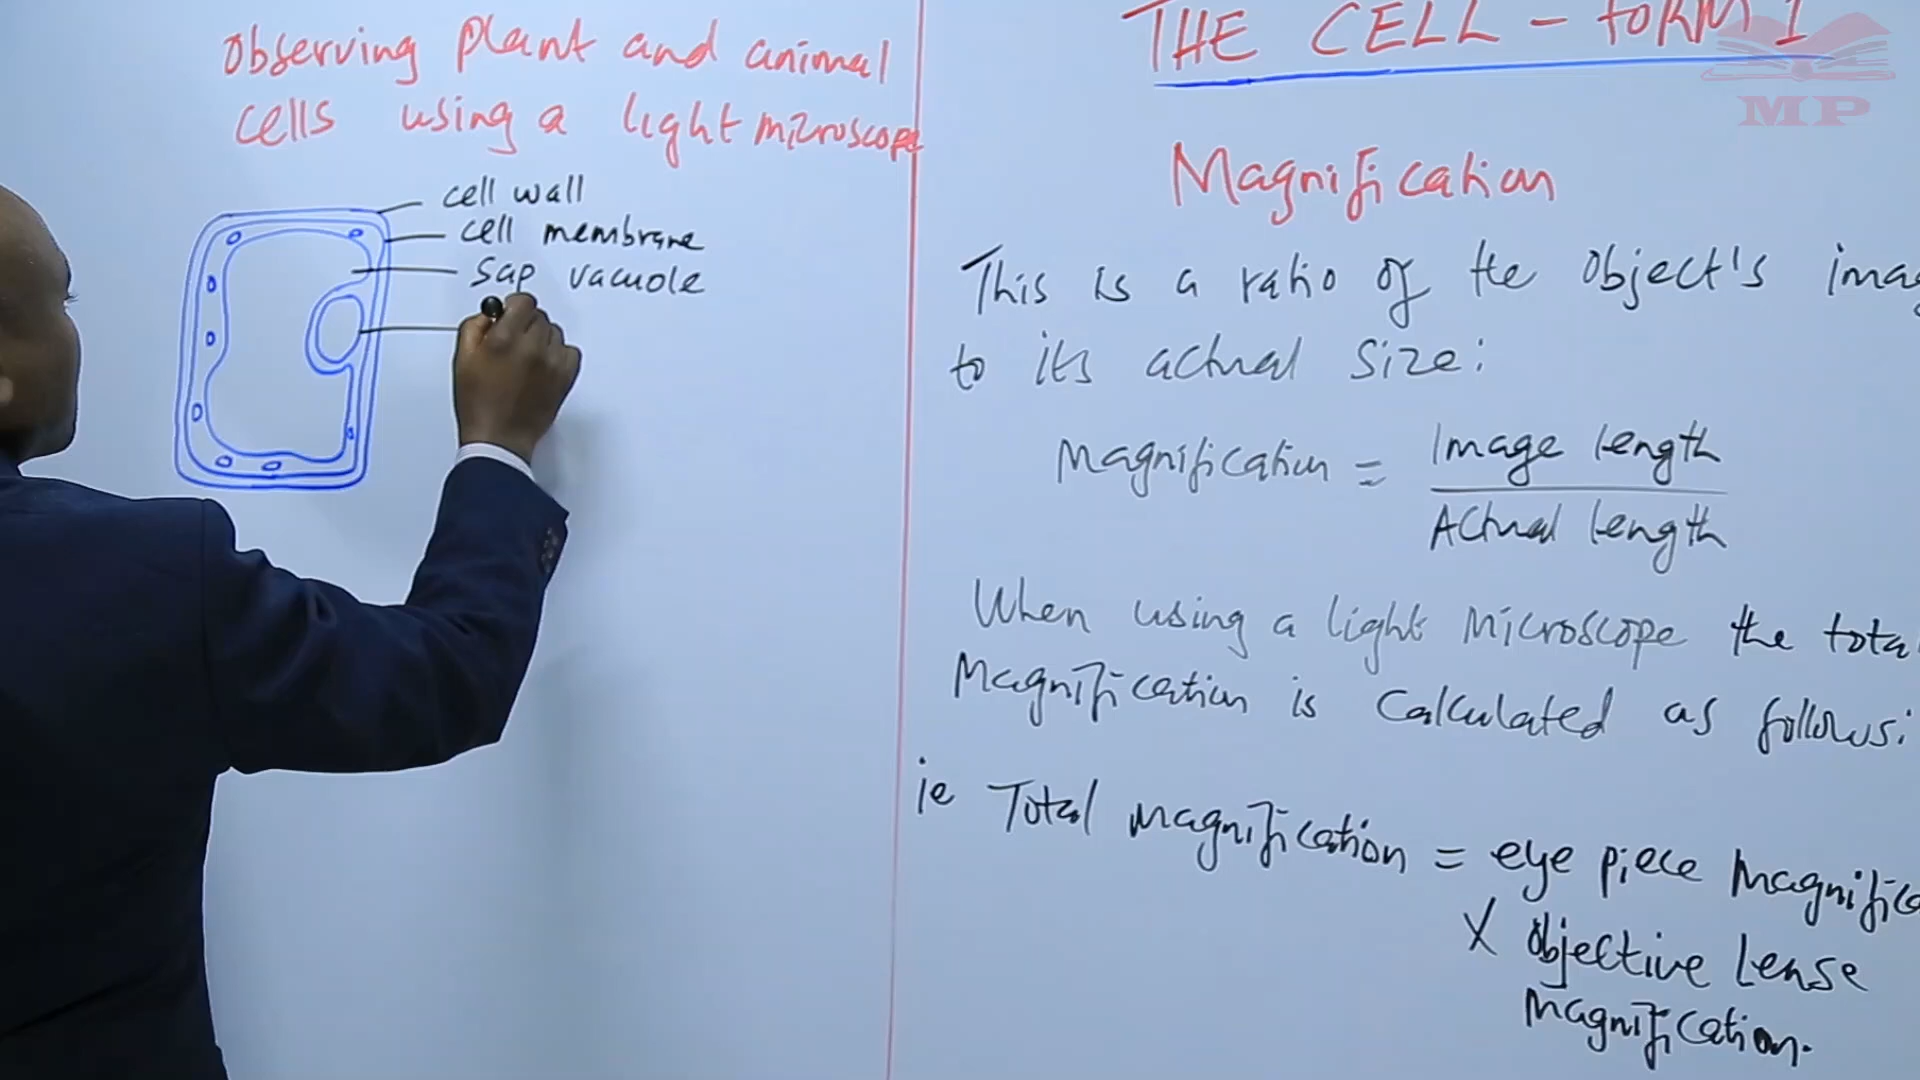 Observing plant and animal
cells using a light microscope
cell wall
cell membrane
Sap vacuole
THE CELL - FORM 1
MP
Magnification
This is a ratio of the object's
to its actual size:
Magnification = Image length
Actual length
When using a light microscope the
Magnification is calculated as follows:
ie Total magnification = eye piece
X objective lense
magnification.